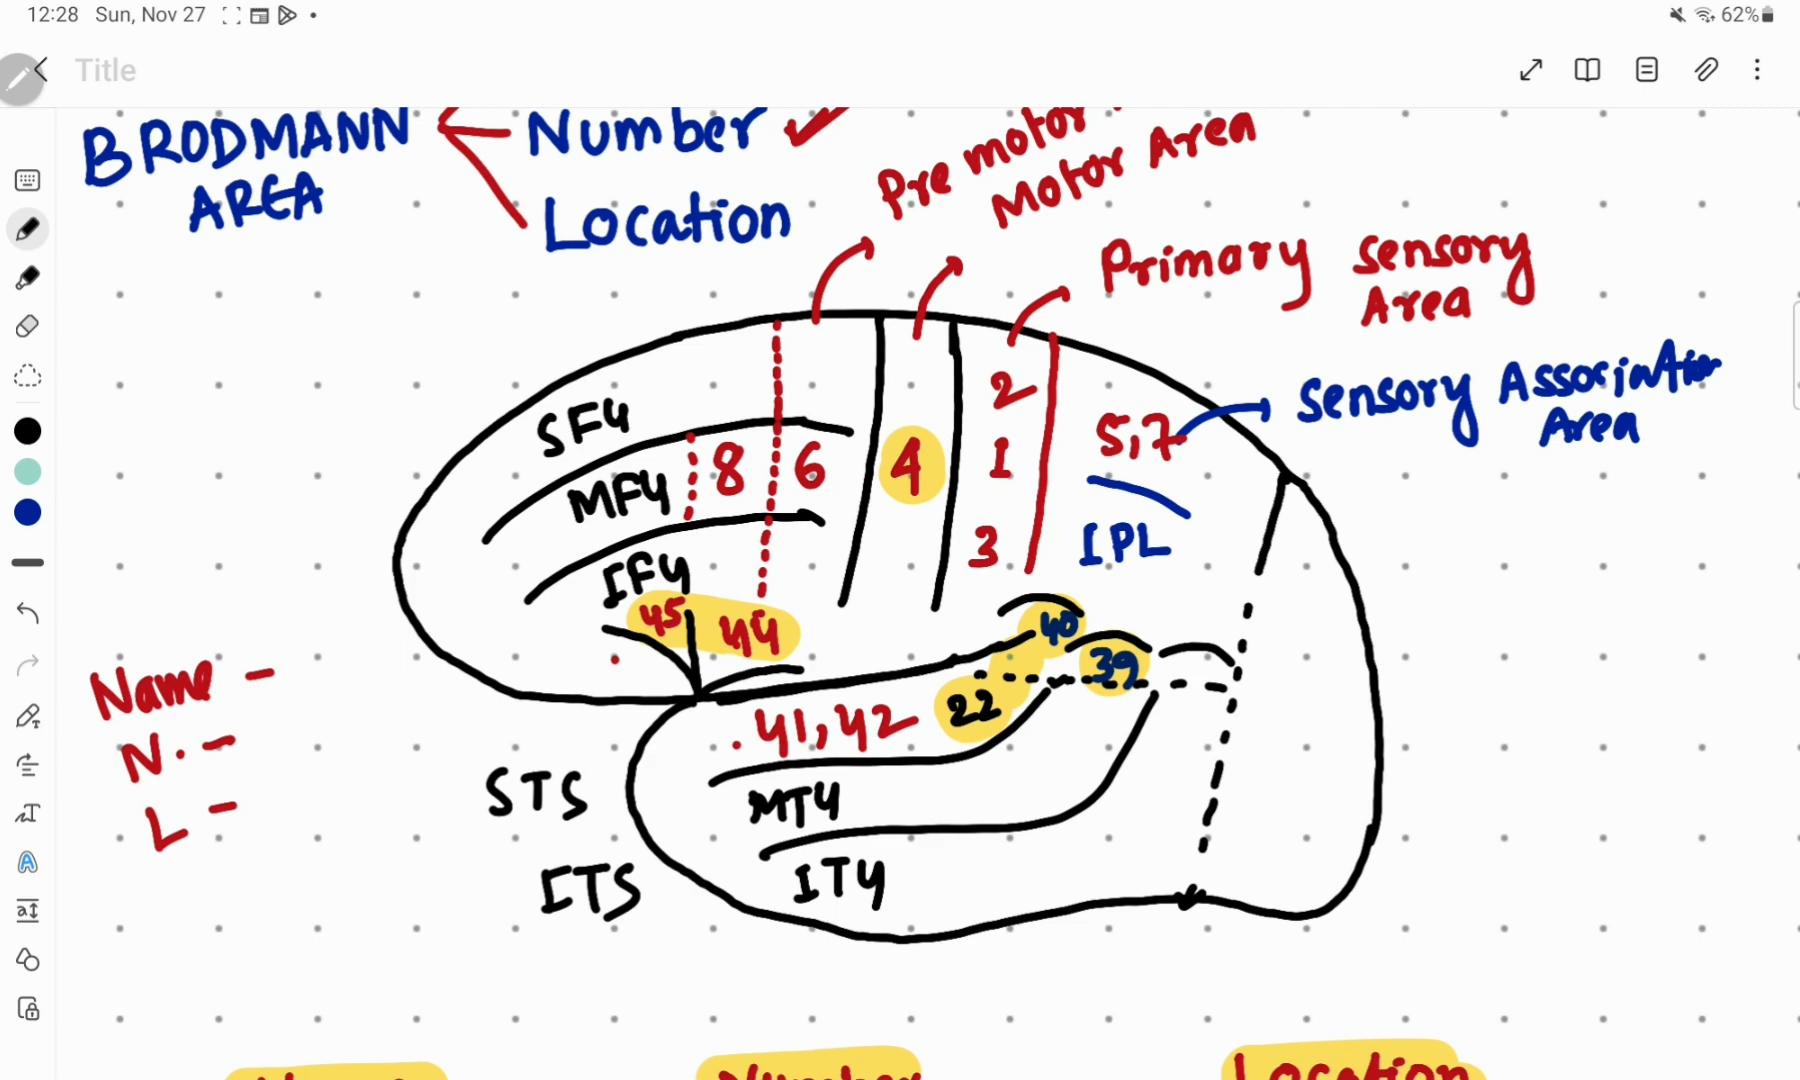 12:28 Sun, Nov 27
62%
Title
BRODMANN
AREA
Number
Location
Pre motor
Motor Area
Primary sensory
Area
Sensory Association
Area
SFG
MFG
IFG
8
6
4
2
1
3
5,7
IPL
45
44
40
39
22
41, 42
Name -
N. -
L -
STS
ITS
MTG
ITG
Number
Location